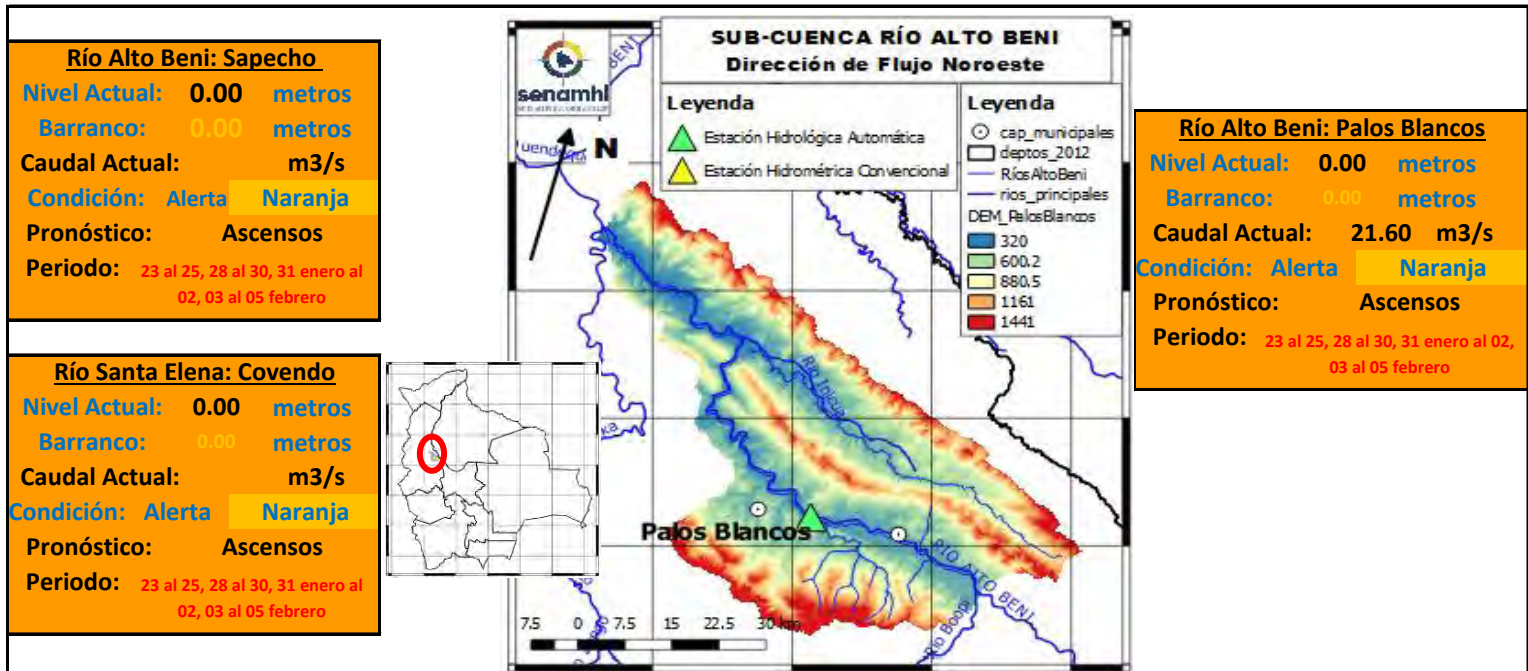 Río Alto Beni: Sapecho
Nivel Actual: 0.00 metros
Barranco: 0.00 metros
Caudal Actual: m3/s
Condición: Alerta Naranja
Pronóstico: Ascensos
Periodo: 23 al 25, 28 al 30, 31 enero al
02, 03 al 05 febrero
Río Santa Elena: Covendo
Nivel Actual: 0.00 metros
Barranco: 0.00 metros
Caudal Actual: m3/s
Condición: Alerta Naranja
Pronóstico: Ascensos
Periodo: 23 al 25, 28 al 30, 31 enero al
02, 03 al 05 febrero
senamhi
SUB-CUENCA RÍO ALTO BENI
Dirección de Flujo Noroeste
Leyenda
Estación Hidrológica Automática
Estación Hidrométrica Convencional
Leyenda
cap_municipales
deptos_2012
RíosAltoBeni
rios_principales
DEM_PalosBlancos
320
600.2
880.5
1161
1441
N
BENI
Palos Blancos
RIO ALTO BENI
7.5 0 7.5 15 22.5 30 km
Río Alto Beni: Palos Blancos
Nivel Actual: 0.00 metros
Barranco: 0.00 metros
Caudal Actual: 21.60 m3/s
Condición: Alerta Naranja
Pronóstico: Ascensos
Periodo: 23 al 25, 28 al 30, 31 enero al 02,
03 al 05 febrero